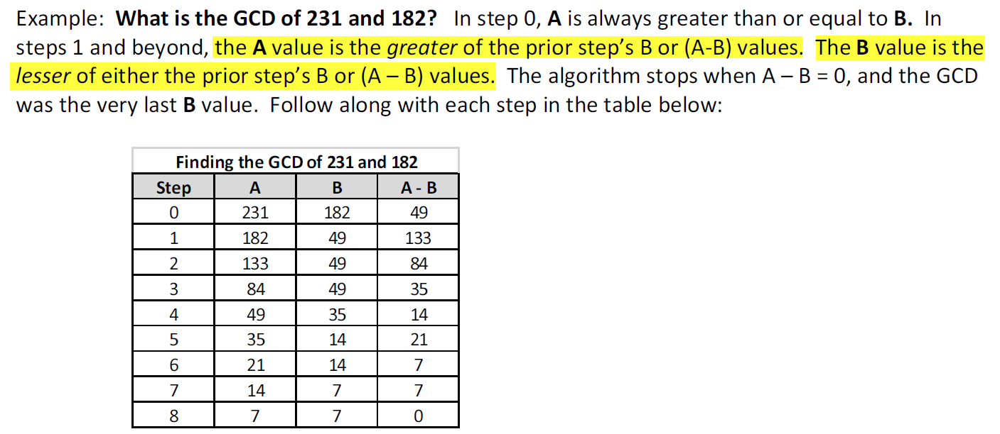 Example: What is the GCD of 231 and 182? In step 0, A is always greater than or equal to B. In
steps 1 and beyond, the A value is the greater of the prior step's B or (A-B) values. The B value is the
lesser of either the prior step's B or (A – B) values. The algorithm stops when A – B = 0, and the GCD
was the very last B value. Follow along with each step in the table below:
Finding the GCD of 231 and 182
Step A B A - B
0 231 182 49
1 182 49 133
2 133 49 84
3 84 49 35
4 49 35 14
5 35 14 21
6 21 14 7
7 14 7 7
8 7 7 0